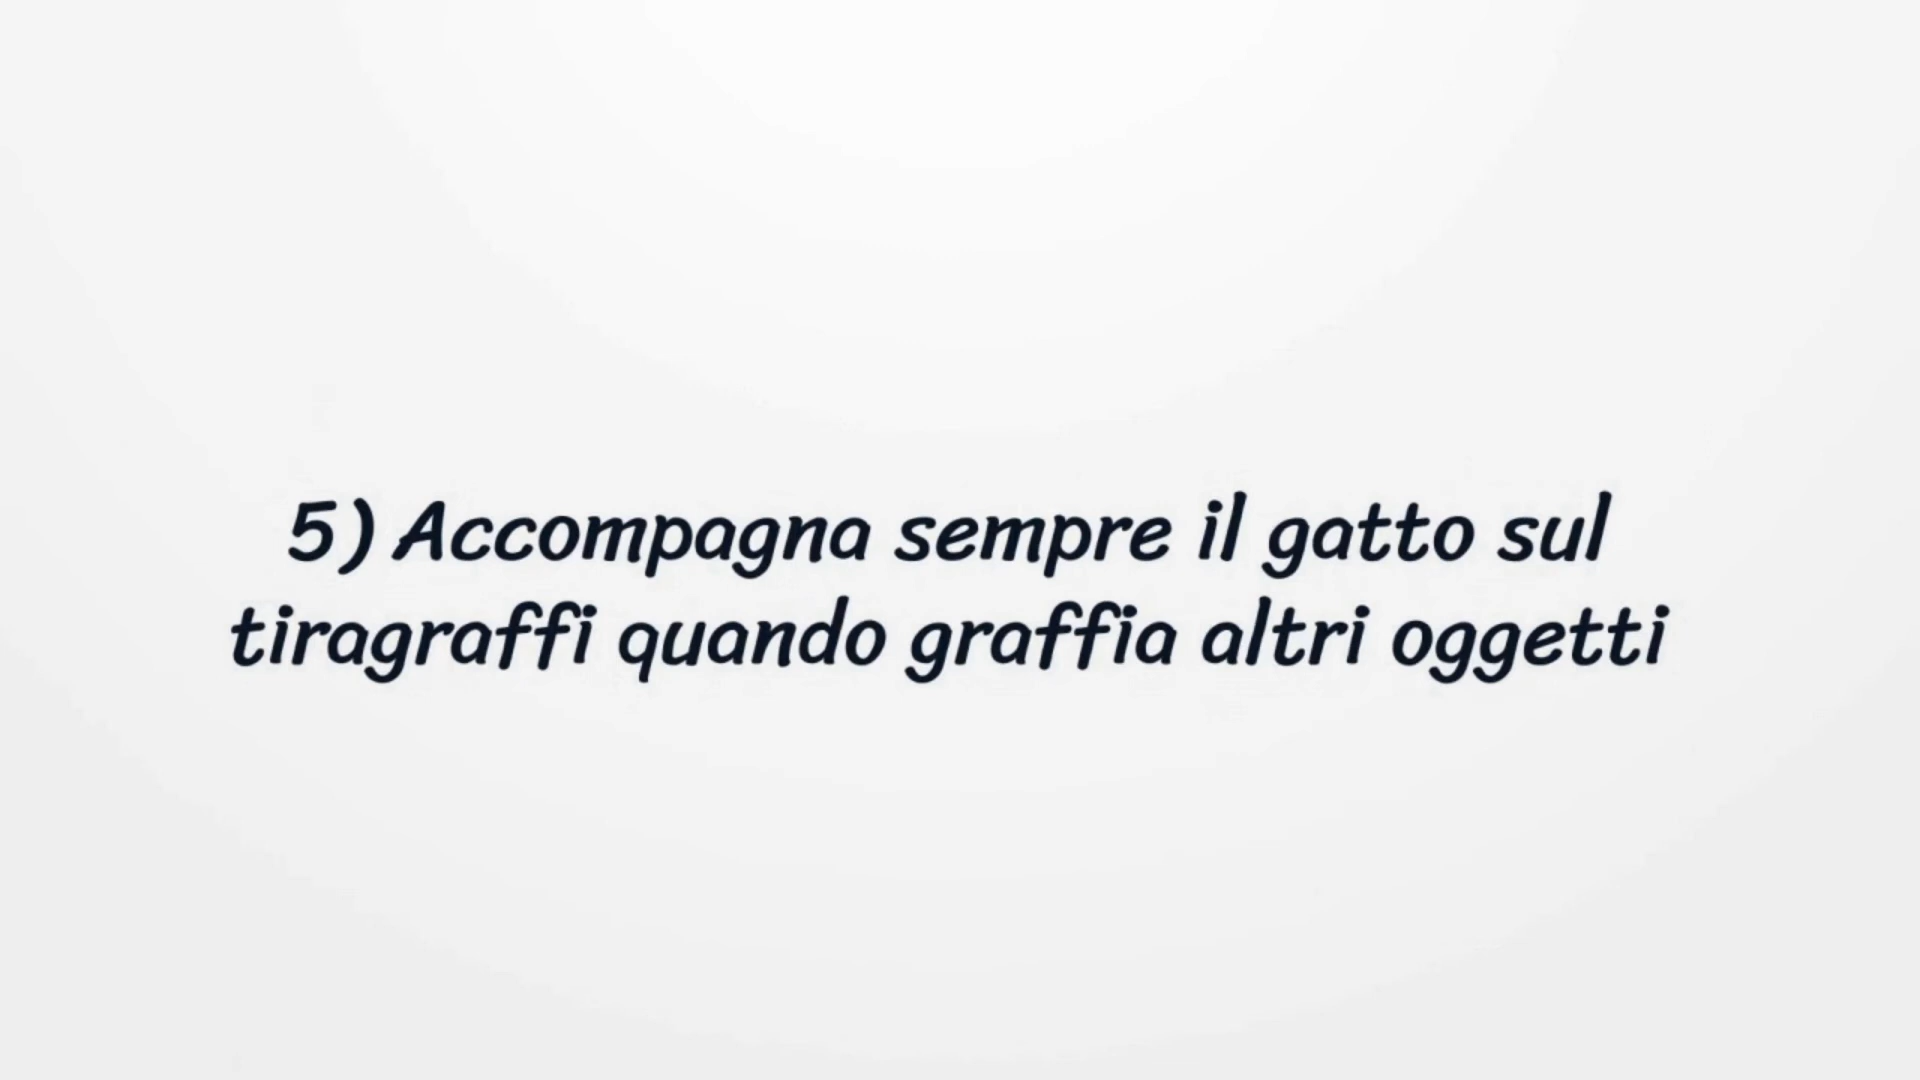 5) Accompagna sempre il gatto sul
tiragraffi quando graffia altri oggetti